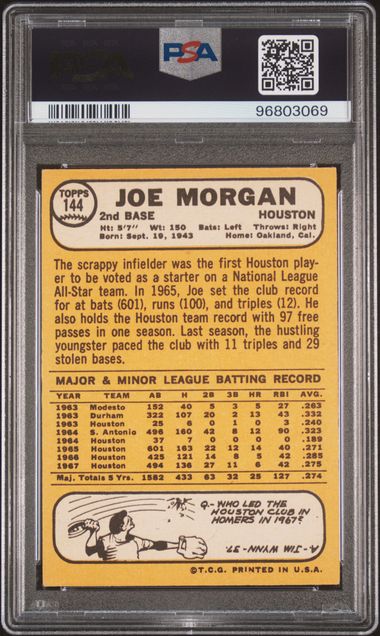 PSA
PSA
96803069
TOPPS
144
JOE MORGAN
2nd BASE HOUSTON
Ht: 5'7" Wt: 150 Bats: Left Throws: Right
Born: Sept. 19, 1943 Home: Oakland, Cal.
The scrappy infielder was the first Houston play-
er to be voted as a starter on a National League
All-Star team. In 1965, Joe set the club record
for at bats (601), runs (100), and triples (12). He
also holds the Houston team record with 97 free
passes in one season. Last season, the hustling
youngster paced the club with 11 triples and 29
stolen bases.
MAJOR & MINOR LEAGUE BATTING RECORD
YEAR TEAM AB H 2B 3B HR RBI AVG.
1963 Modesto 152 40 5 3 5 27 .263
1963 Durham 322 107 20 2 13 43 .332
1963 Houston 25 6 0 1 0 3 .240
1964 S. Antonio 496 160 42 8 12 90 .323
1964 Houston 37 7 0 0 0 0 .189
1965 Houston 601 163 22 12 14 40 .271
1966 Houston 425 121 14 8 5 42 .285
1967 Houston 494 136 27 11 6 42 .275
Maj. Totals 5 Yrs. 1582 433 63 32 25 127 .274
Q.-WHO LED THE
HOUSTON CLUB IN
HOMERS IN 1967?
A.-JIM WYNN-37.
©T.C.G. PRINTED IN U.S.A.